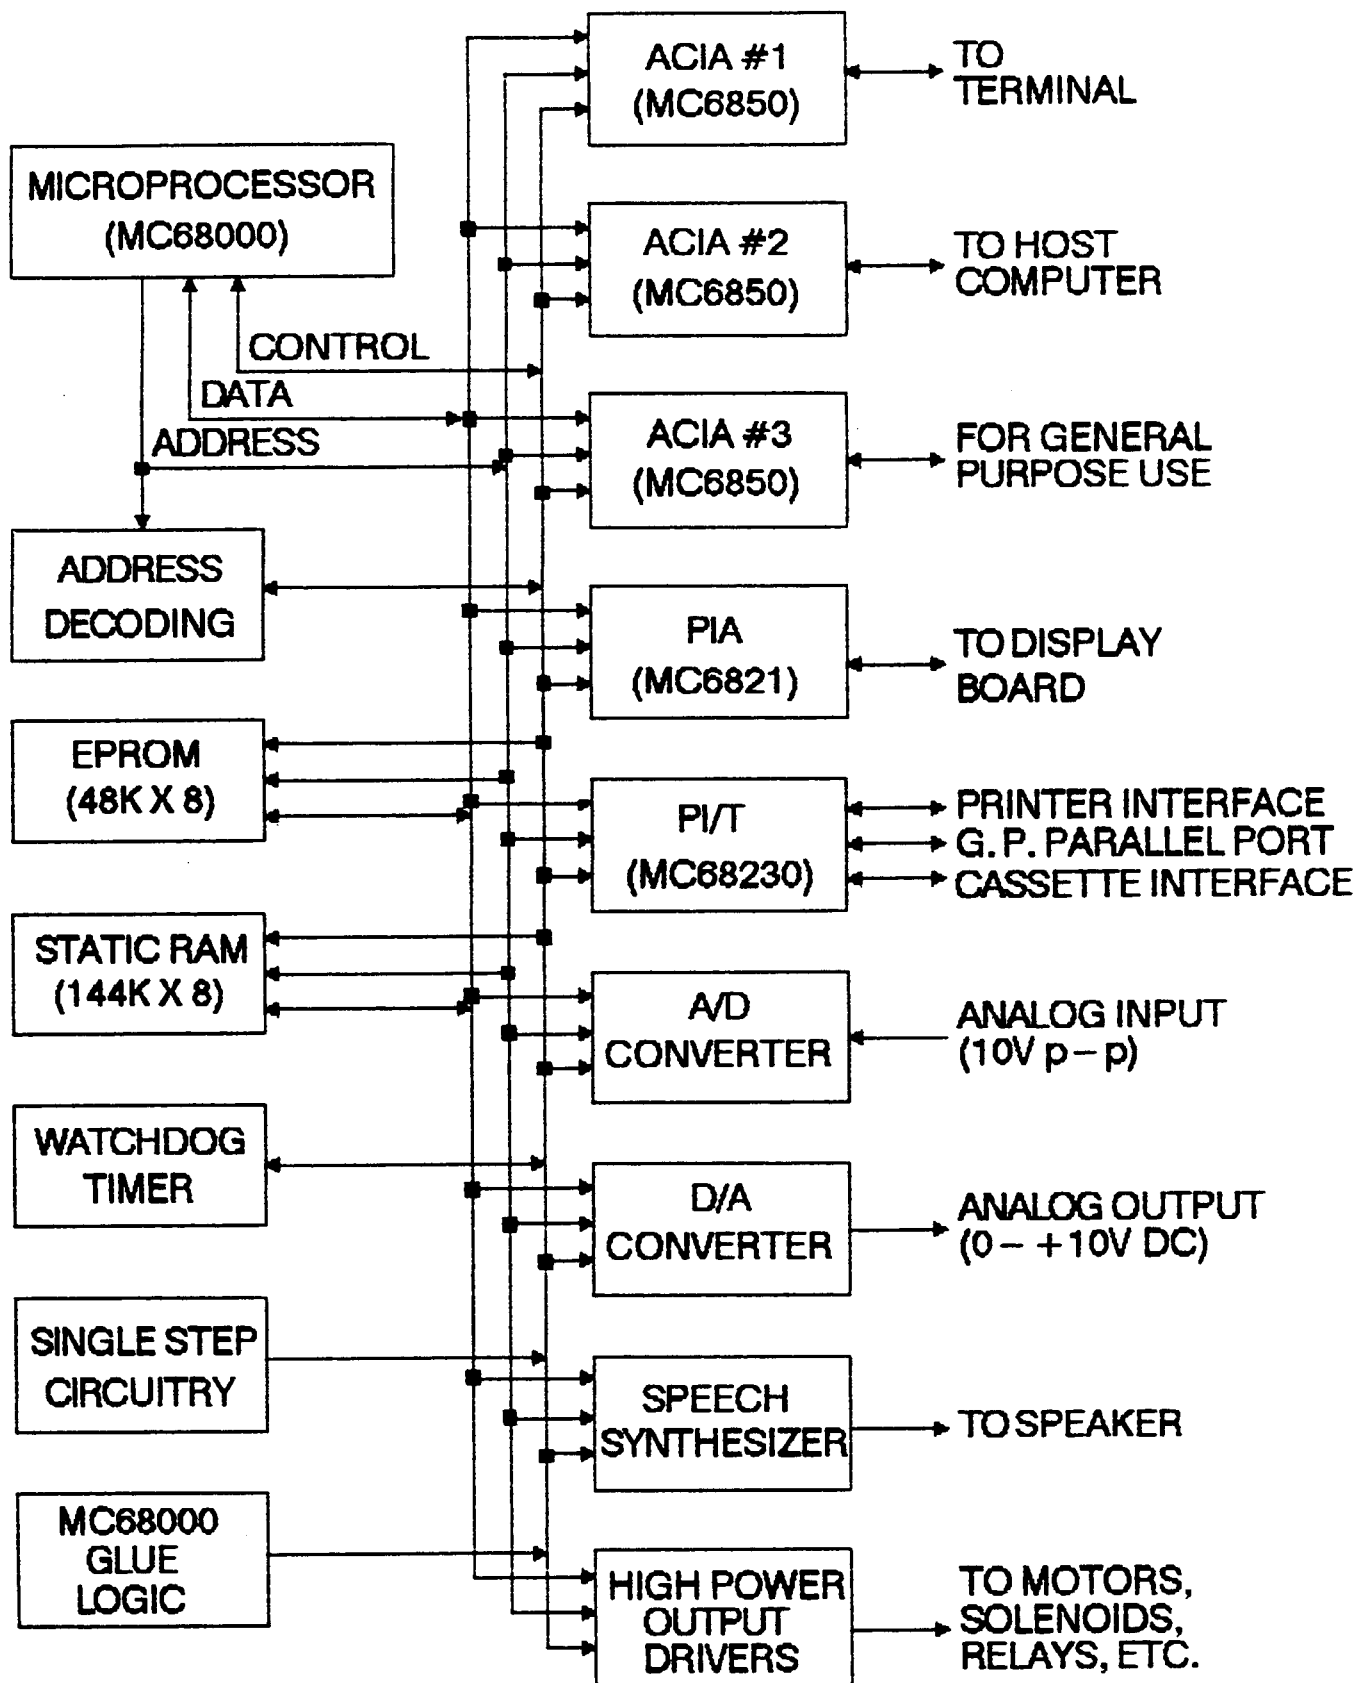 MICROPROCESSOR
(MC68000)
CONTROL
DATA
ADDRESS
ADDRESS
DECODING
EPROM
(48K X 8)
STATIC RAM
(144K X 8)
WATCHDOG
TIMER
SINGLE STEP
CIRCUITRY
MC68000
GLUE
LOGIC
ACIA #1
(MC6850)
TO
TERMINAL
ACIA #2
(MC6850)
TO HOST
COMPUTER
ACIA #3
(MC6850)
FOR GENERAL
PURPOSE USE
PIA
(MC6821)
TO DISPLAY
BOARD
PI/T
(MC68230)
PRINTER INTERFACE
G. P. PARALLEL PORT
CASSETTE INTERFACE
A/D
CONVERTER
ANALOG INPUT
(10V p – p)
D/A
CONVERTER
ANALOG OUTPUT
(0 – +10V DC)
SPEECH
SYNTHESIZER
TO SPEAKER
HIGH POWER
OUTPUT
DRIVERS
TO MOTORS,
SOLENOIDS,
RELAYS, ETC.